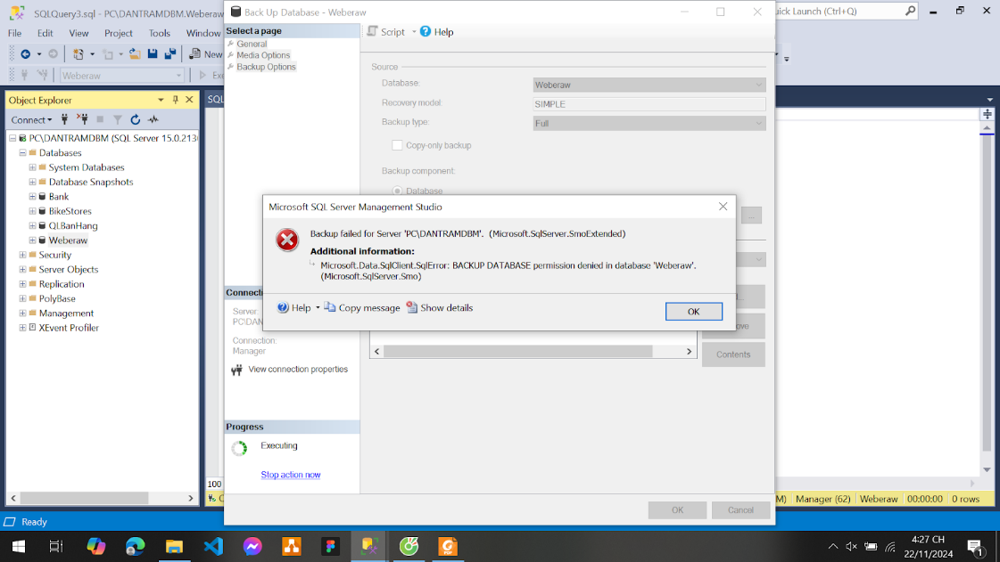 SQLQuery3.sql - PC\DANTRAMDBM.Weberaw
Back Up Database - Weberaw
uick Launch (Ctrl+Q)
File Edit View Project Tools Window
Select a page
General
Media Options
Backup Options
Script Help
New
Weberaw
Exe
Object Explorer
SQL
Connect
PC\DANTRAMDBM (SQL Server 15.0.213
Databases
System Databases
Database Snapshots
Bank
BikeStores
QLBanHang
Weberaw
Security
Server Objects
Replication
PolyBase
Management
XEvent Profiler
Source
Database: Weberaw
Recovery model: SIMPLE
Backup type: Full
Copy-only backup
Backup component:
Database
...
Microsoft SQL Server Management Studio
Backup failed for Server 'PC\DANTRAMDBM'. (Microsoft.SqlServer.SmoExtended)
Additional information:
Microsoft.Data.SqlClient.SqlError: BACKUP DATABASE permission denied in database 'Weberaw'.
(Microsoft.SqlServer.Smo)
Help Copy message Show details
OK
Connecti
Server:
PC\DAN
Connection:
Manager
View connection properties
ove
Contents
Progress
Executing
Stop action now
100
OK Cancel
M) Manager (62) Weberaw 00:00:00 0 rows
Ready
4:27 CH
22/11/2024
1